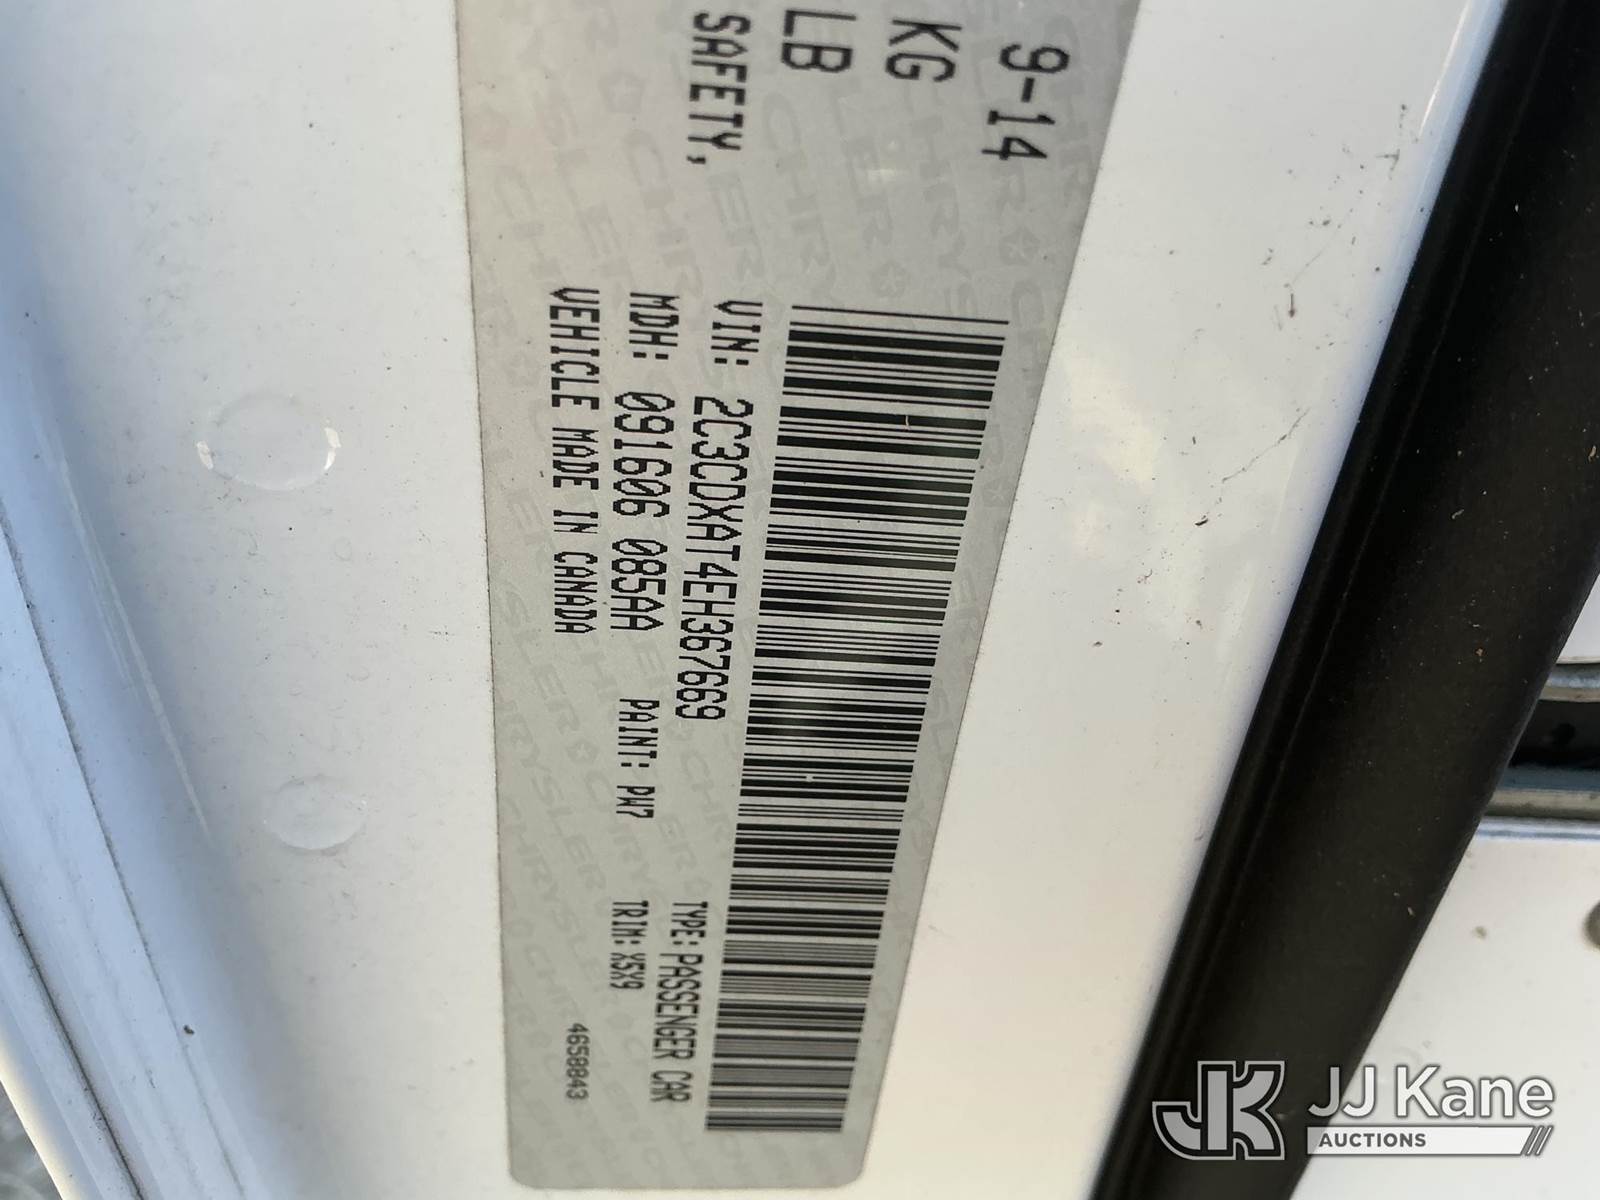 9-14
KG
LB
SAFETY,
VIN: 2C3CDXAT4EH367669
TYPE: PASSENGER CAR
MDH: 091606 085AA PAINT: PW7 TRIM: X5X9
VEHICLE MADE IN CANADA
4658843
JK JJ Kane
AUCTIONS